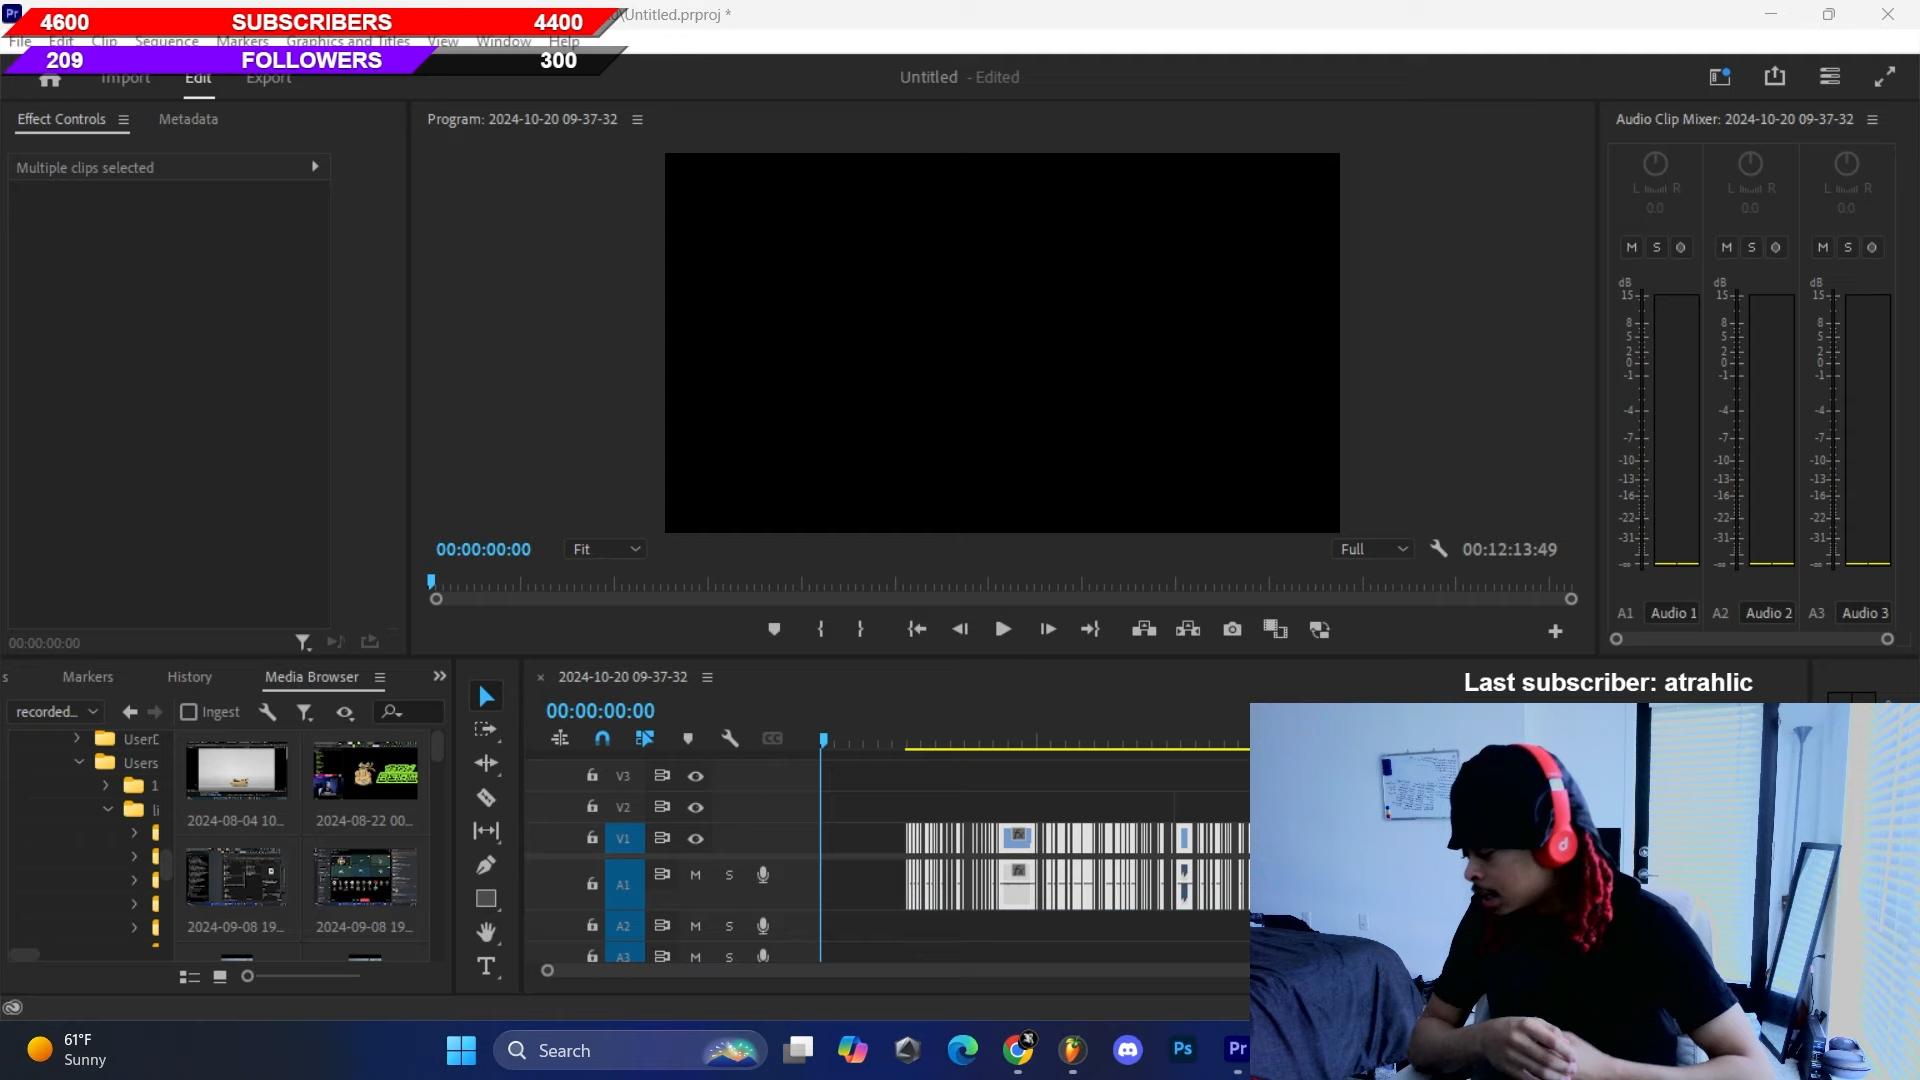 4600 SUBSCRIBERS 4400
\Untitled.prproj *
File Edit Clip Sequence Markers Graphics and Titles View Window Help
209 FOLLOWERS 300
Import Edit Export
Untitled - Edited
Effect Controls Metadata
Program: 2024-10-20 09-37-32
Audio Clip Mixer: 2024-10-20 09-37-32
Multiple clips selected
L R L R L R
0.0 0.0 0.0
M S M S M S
dB dB dB
15 15 15
8 8 8
5 5 5
2 2 2
0 0 0
-1 -1 -1
-4 -4 -4
-7 -7 -7
-10 -10 -10
-13 -13 -13
-16 -16 -16
-22 -22 -22
-31 -31 -31
-∞ -∞ -∞
00:00:00:00 Fit Full 00:12:13:49
A1 Audio 1 A2 Audio 2 A3 Audio 3
00:00:00:00
s Markers History Media Browser
2024-10-20 09-37-32
Last subscriber: atrahlic
recorded... Ingest
00:00:00:00
UserD
Users
1
li
2024-08-04 10... 2024-08-22 00...
2024-09-08 19... 2024-09-08 19...
V3
V2
V1
fx
A1 M S
fx
A2 M S
A3 M S
61°F
Sunny
Search
Ps Pr